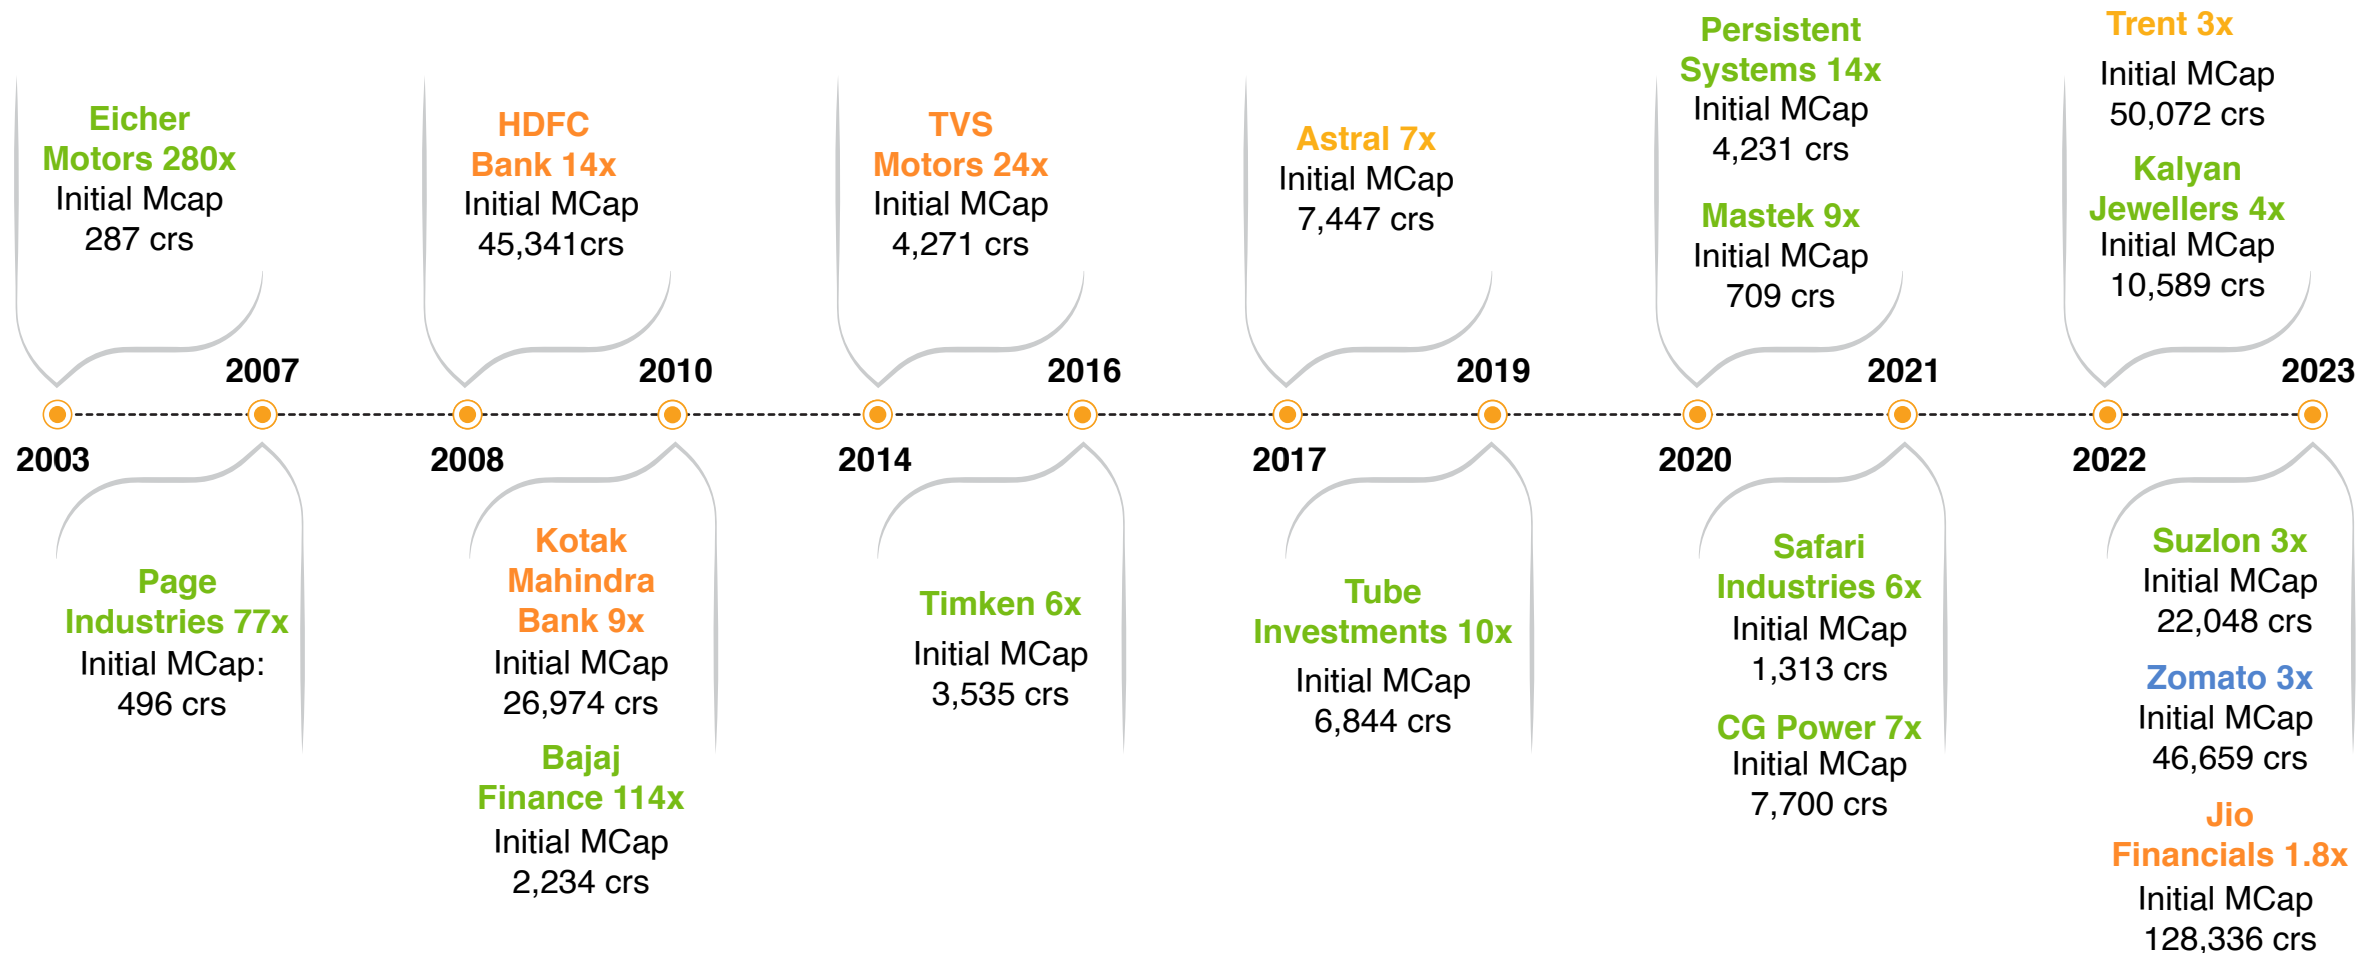 Eicher
Motors 280x
Initial Mcap
287 crs
HDFC
Bank 14x
Initial MCap
45,341crs
TVS
Motors 24x
Initial MCap
4,271 crs
Astral 7x
Initial MCap
7,447 crs
Persistent
Systems 14x
Initial MCap
4,231 crs
Mastek 9x
Initial MCap
709 crs
Trent 3x
Initial MCap
50,072 crs
Kalyan
Jewellers 4x
Initial MCap
10,589 crs
2007
2010
2016
2019
2021
2023
2003
2008
2014
2017
2020
2022
Page
Industries 77x
Initial MCap:
496 crs
Kotak
Mahindra
Bank 9x
Initial MCap
26,974 crs
Bajaj
Finance 114x
Initial MCap
2,234 crs
Timken 6x
Initial MCap
3,535 crs
Tube
Investments 10x
Initial MCap
6,844 crs
Safari
Industries 6x
Initial MCap
1,313 crs
CG Power 7x
Initial MCap
7,700 crs
Suzlon 3x
Initial MCap
22,048 crs
Zomato 3x
Initial MCap
46,659 crs
Jio
Financials 1.8x
Initial MCap
128,336 crs